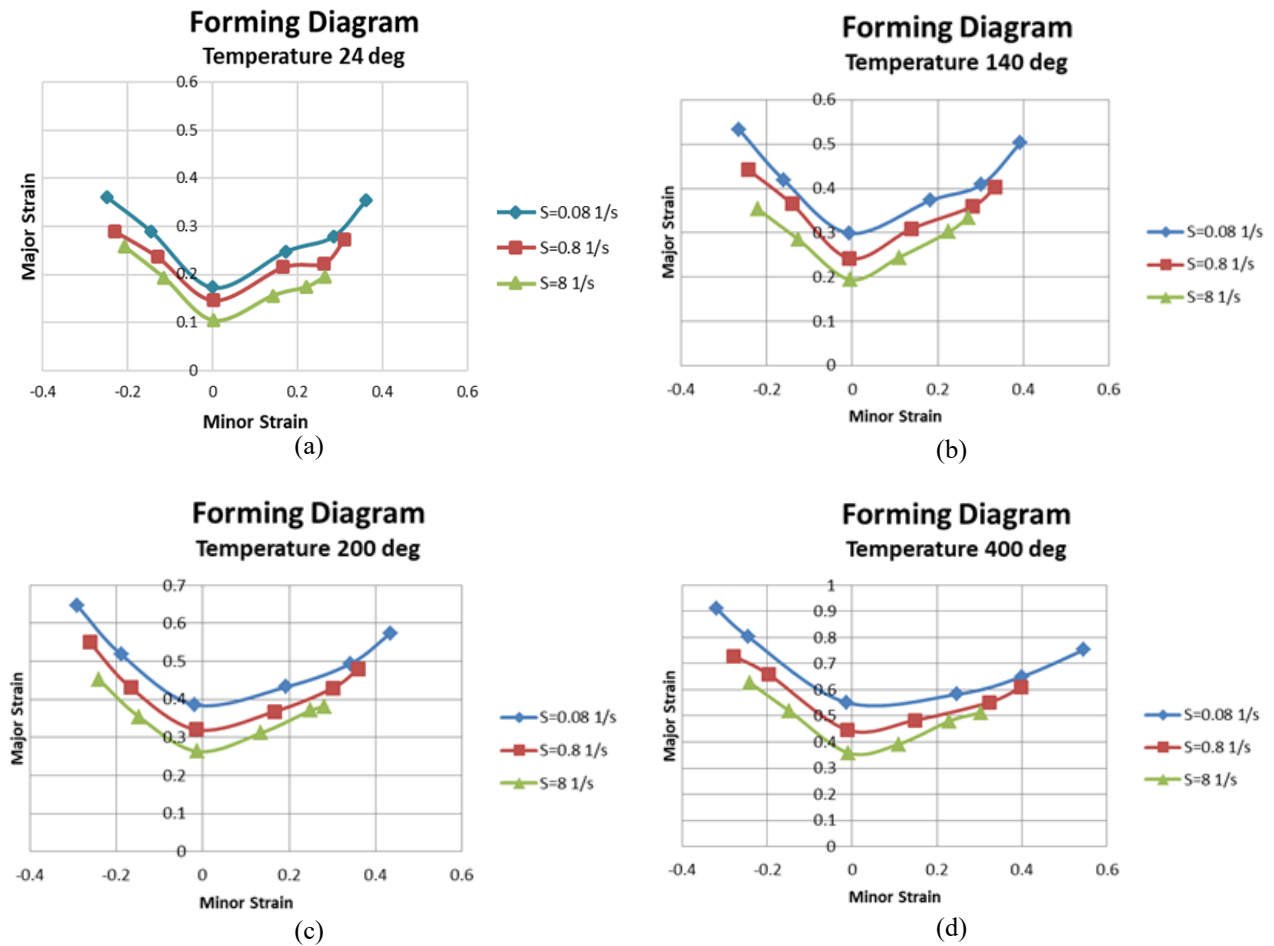 Forming Diagram
Temperature 24 deg
0.6
0.5
0.4
0.3
0.2
0.1
0
-0.4 -0.2 0 0.2 0.4 0.6
Major Strain
Minor Strain
S=0.08 1/s
S=0.8 1/s
S=8 1/s
(a)
Forming Diagram
Temperature 140 deg
0.6
0.5
0.4
0.3
0.2
0.1
0
-0.4 -0.2 0 0.2 0.4 0.6
Major Strain
Minor Strain
S=0.08 1/s
S=0.8 1/s
S=8 1/s
(b)
Forming Diagram
Temperature 200 deg
0.7
0.6
0.5
0.4
0.3
0.2
0.1
0
-0.4 -0.2 0 0.2 0.4 0.6
Major Strain
Minor Strain
S=0.08 1/s
S=0.8 1/s
S=8 1/s
(c)
Forming Diagram
Temperature 400 deg
1
0.9
0.8
0.7
0.6
0.5
0.4
0.3
0.2
0.1
0
-0.4 -0.2 0 0.2 0.4 0.6
Major Strain
Minor Strain
S=0.08 1/s
S=0.8 1/s
S=8 1/s
(d)